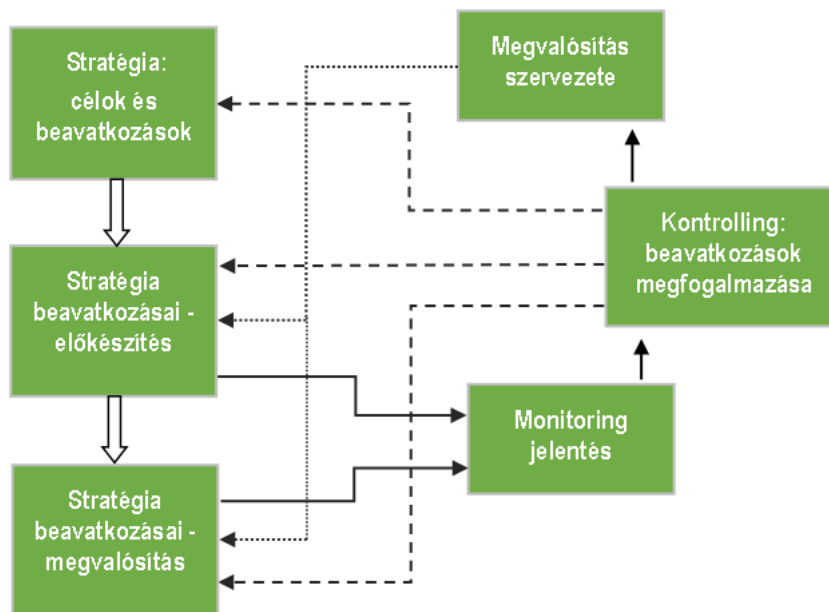 Stratégia:
célok és
beavatkozások
Megvalósítás
szervezete
Kontrolling:
beavatkozások
megfogalmazása
Stratégia
beavatkozásai -
előkészítés
Monitoring
jelentés
Stratégia
beavatkozásai -
megvalósítás